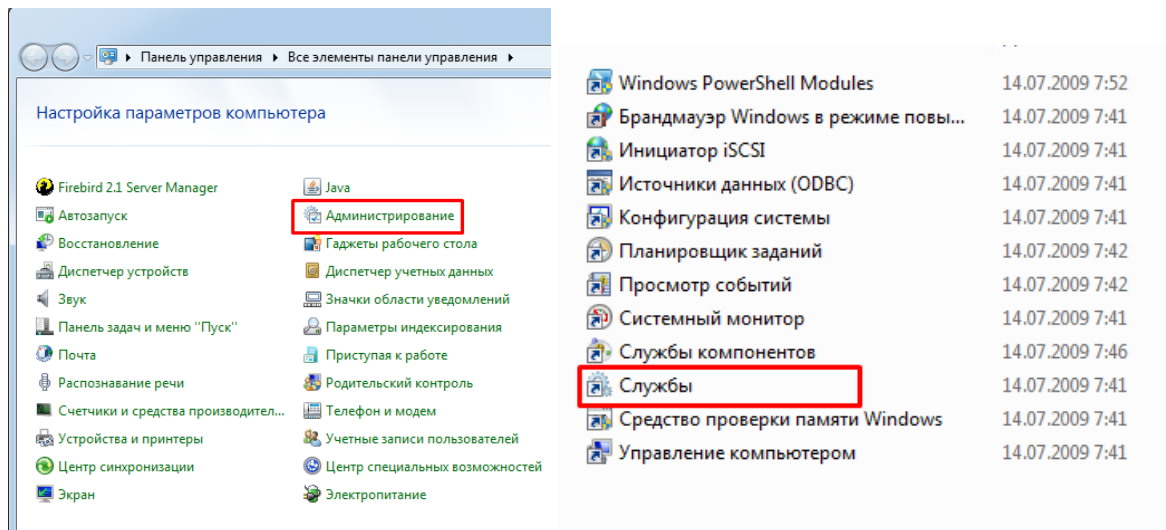 Панель управления Все элементы панели управления
Настройка параметров компьютера
Firebird 2.1 Server Manager
Java
Автозапуск
Администрирование
Восстановление
Гаджеты рабочего стола
Диспетчер устройств
Диспетчер учетных данных
Звук
Значки области уведомлений
Панель задач и меню "Пуск"
Параметры индексирования
Почта
Приступая к работе
Распознавание речи
Родительский контроль
Счетчики и средства производител...
Телефон и модем
Устройства и принтеры
Учетные записи пользователей
Центр синхронизации
Центр специальных возможностей
Экран
Электропитание
Windows PowerShell Modules 14.07.2009 7:52
Брандмауэр Windows в режиме повы... 14.07.2009 7:41
Инициатор iSCSI 14.07.2009 7:41
Источники данных (ODBC) 14.07.2009 7:41
Конфигурация системы 14.07.2009 7:41
Планировщик заданий 14.07.2009 7:42
Просмотр событий 14.07.2009 7:42
Системный монитор 14.07.2009 7:41
Службы компонентов 14.07.2009 7:46
Службы 14.07.2009 7:41
Средство проверки памяти Windows 14.07.2009 7:41
Управление компьютером 14.07.2009 7:41